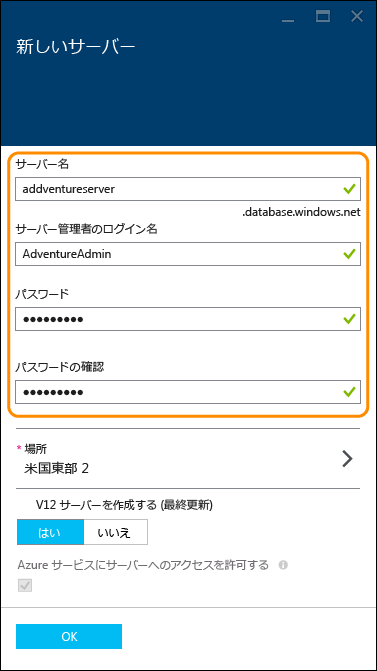 新しいサーバー
サーバー名
addventureserver
.database.windows.net
サーバー管理者のログイン名
AdventureAdmin
パスワード
●●●●●●●●●
パスワードの確認
●●●●●●●●●
* 場所
米国東部 2
V12 サーバーを作成する (最終更新)
はい いいえ
Azure サービスにサーバーへのアクセスを許可する
OK